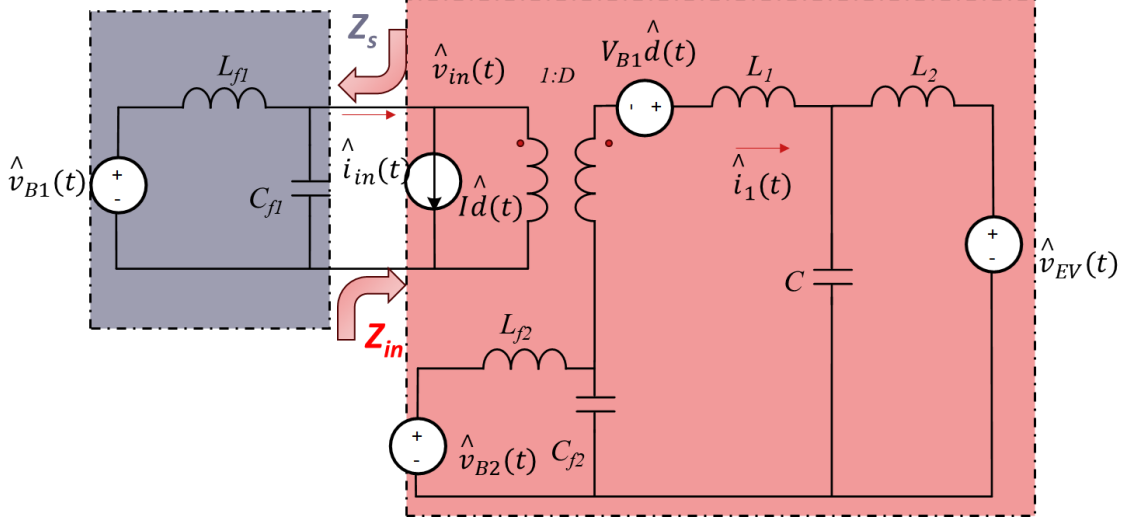 Z_s
v̂_in(t)
1:D
V_B1 d̂(t)
L_1
L_2
L_f1
+
-
v̂_B1(t)
C_f1
î_in(t)
I d̂(t)
- +
î_1(t)
C
+
-
v̂_EV(t)
Z_in
L_f2
+
-
v̂_B2(t)
C_f2